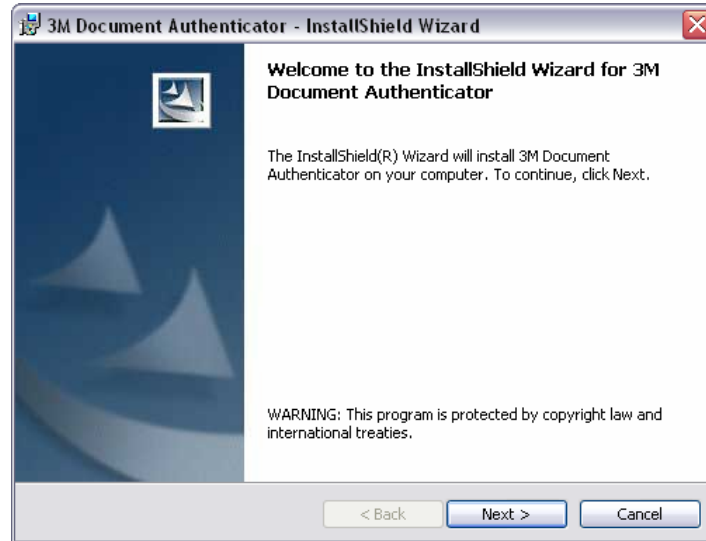 3M Document Authenticator - InstallShield Wizard
Welcome to the InstallShield Wizard for 3M
Document Authenticator
The InstallShield(R) Wizard will install 3M Document
Authenticator on your computer. To continue, click Next.
WARNING: This program is protected by copyright law and
international treaties.
< Back
Next >
Cancel